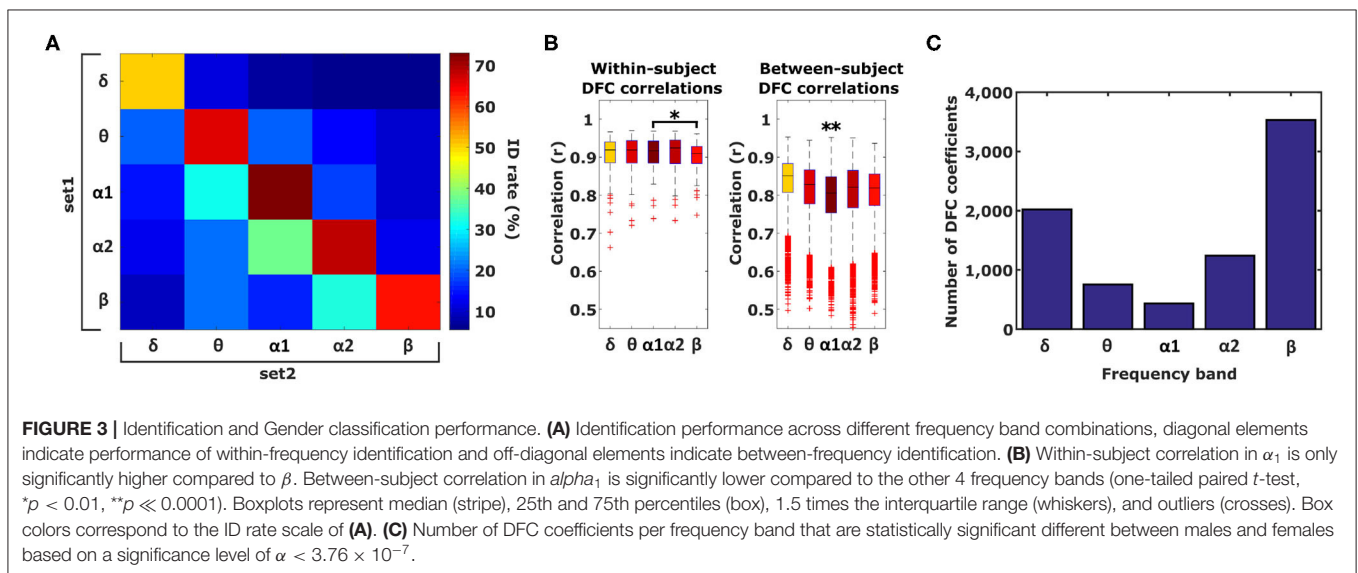 A
set1
δ
θ
α1
α2
β
δ θ α1 α2 β
set2
70
60
50
40
30
20
10
ID rate (%)
B
Within-subject
DFC correlations
*
Correlation (r)
1
0.9
0.8
0.7
0.6
0.5
δ θ α1 α2 β
Between-subject
DFC correlations
**
Correlation (r)
1
0.9
0.8
0.7
0.6
0.5
δ θ α1 α2 β
C
Number of DFC coefficients
4,000
3,000
2,000
1,000
0
δ θ α1 α2 β
Frequency band
FIGURE 3 | Identification and Gender classification performance. (A) Identification performance across different frequency band combinations, diagonal elements
indicate performance of within-frequency identification and off-diagonal elements indicate between-frequency identification. (B) Within-subject correlation in α₁ is only
significantly higher compared to β. Between-subject correlation in alpha₁ is significantly lower compared to the other 4 frequency bands (one-tailed paired t-test,
*p < 0.01, **p ≪ 0.0001). Boxplots represent median (stripe), 25th and 75th percentiles (box), 1.5 times the interquartile range (whiskers), and outliers (crosses). Box
colors correspond to the ID rate scale of (A). (C) Number of DFC coefficients per frequency band that are statistically significant different between males and females
based on a significance level of α < 3.76 × 10⁻⁷.